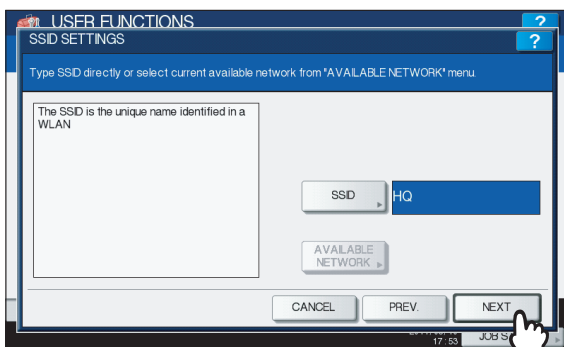 USER FUNCTIONS
?
SSID SETTINGS
?
Type SSID directly or select current available network from "AVAILABLE NETWORK" menu.
The SSID is the unique name identified in a
WLAN
SSID
HQ
AVAILABLE
NETWORK
CANCEL
PREV.
NEXT
17:53